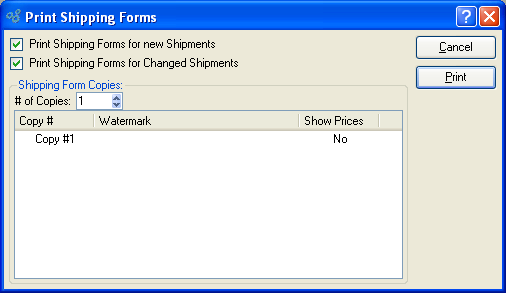 Print Shipping Forms
Print Shipping Forms for new Shipments
Print Shipping Forms for Changed Shipments
Cancel
Print
Shipping Form Copies:
# of Copies: 1
Copy # Watermark Show Prices
Copy #1 No